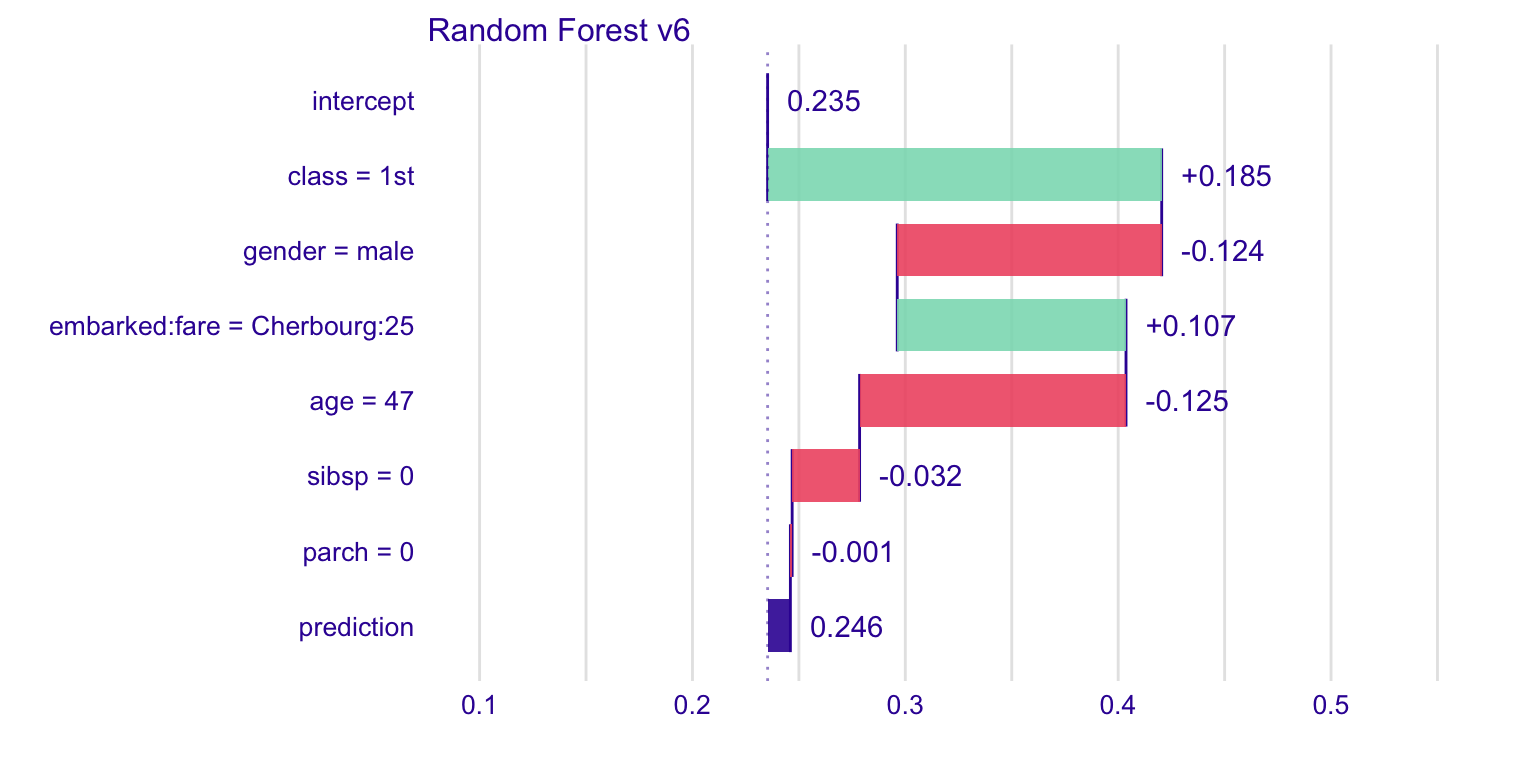 Random Forest v6
intercept 0.235
class = 1st +0.185
gender = male -0.124
embarked:fare = Cherbourg:25 +0.107
age = 47 -0.125
sibsp = 0 -0.032
parch = 0 -0.001
prediction 0.246
0.1 0.2 0.3 0.4 0.5